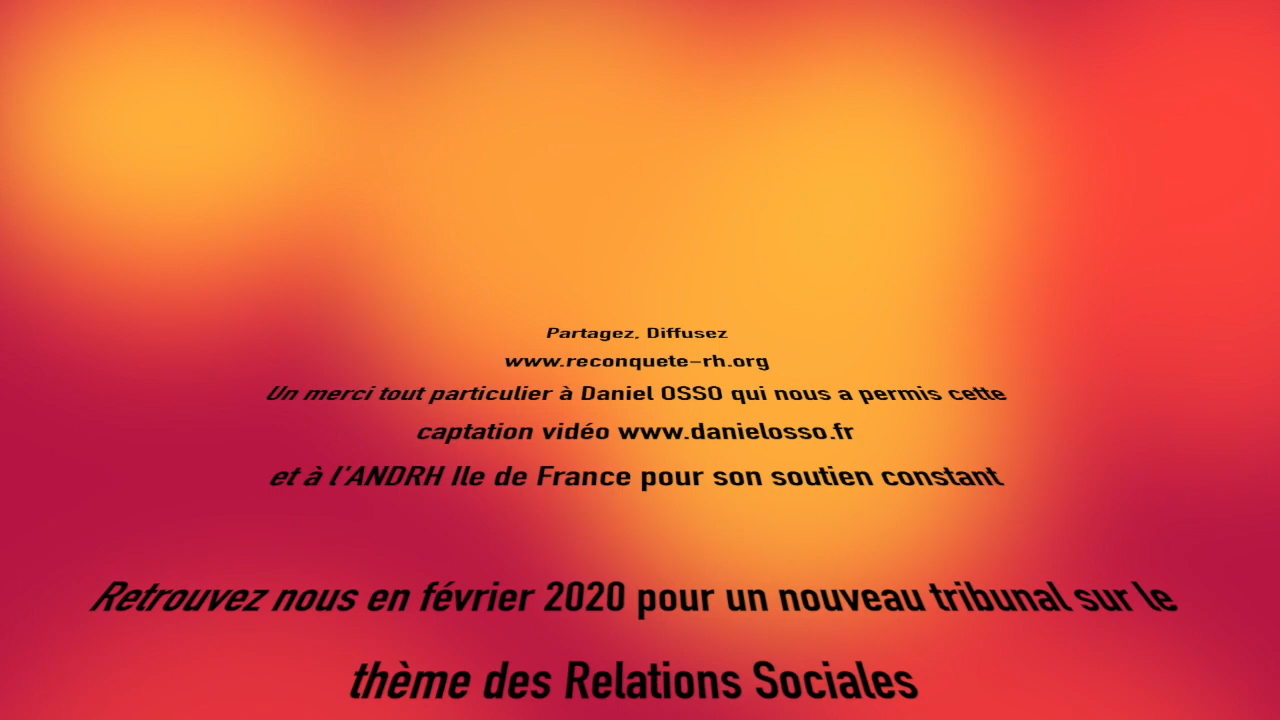 Partagez, Diffusez
www.reconquete-rh.org
Un merci tout particulier à Daniel OSSO qui nous a permis cette
captation vidéo www.danielosso.fr
et à l'ANDRH Ile de France pour son soutien constant
Retrouvez nous en février 2020 pour un nouveau tribunal sur le
thème des Relations Sociales